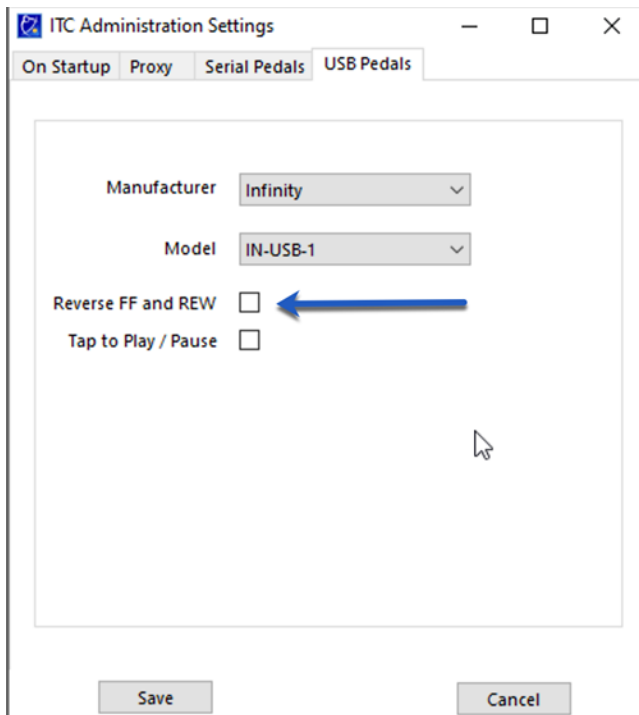 ITC Administration Settings
On Startup Proxy Serial Pedals USB Pedals
Manufacturer Infinity
Model IN-USB-1
Reverse FF and REW
Tap to Play / Pause
Save Cancel